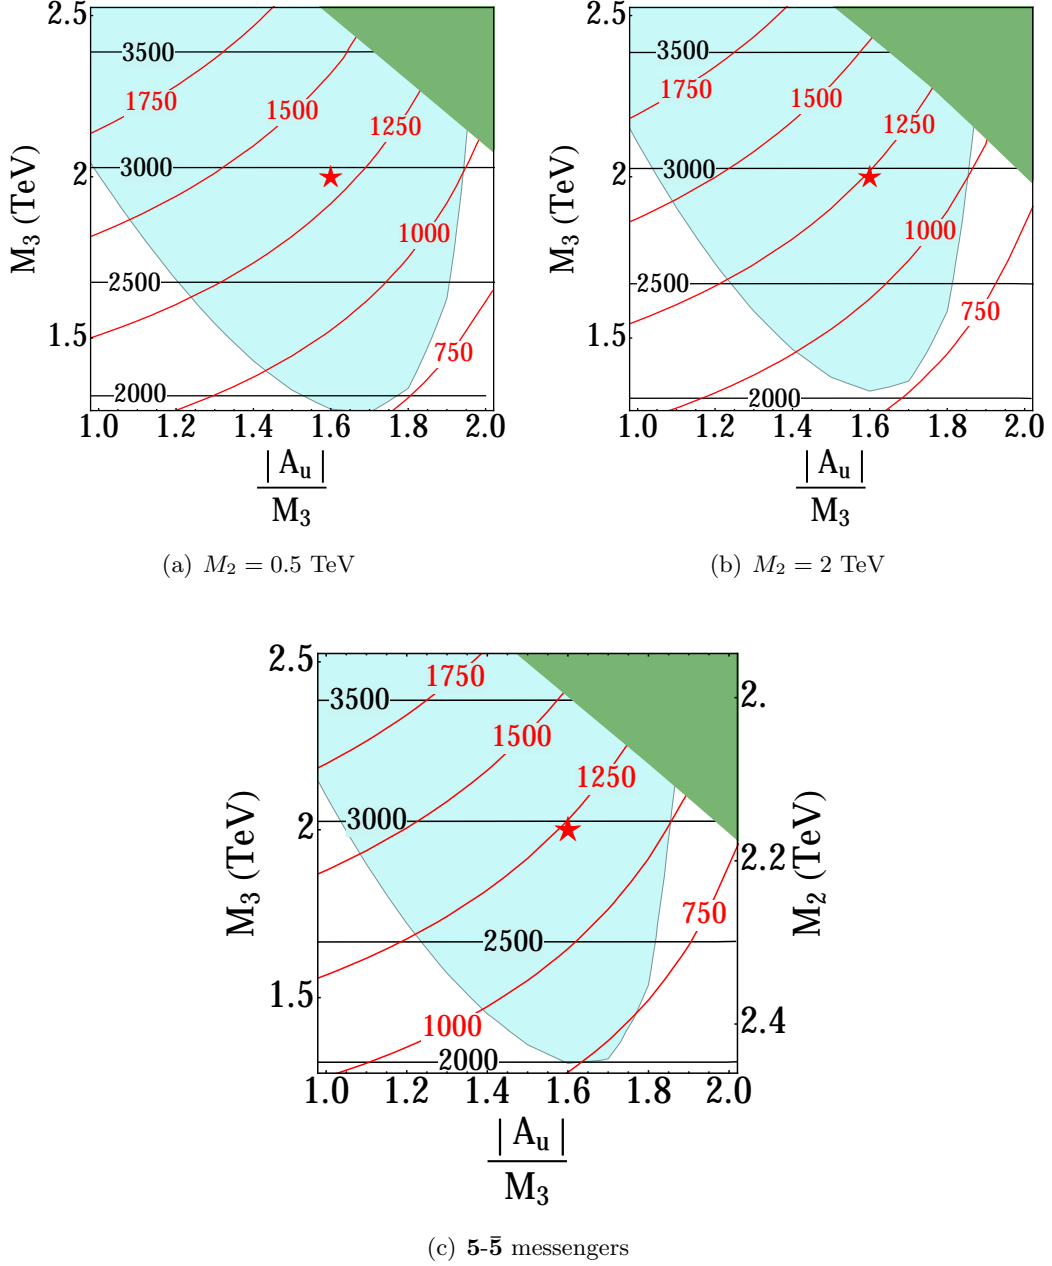 2.5
3500
1750
1500
1250
M3 (TeV)
2
3000
1000
2500
1.5
750
2000
1.0 1.2 1.4 1.6 1.8 2.0
| Au |
M3
(a) M2 = 0.5 TeV
2.5
3500
1750
1500
1250
M3 (TeV)
2
3000
1000
2500
750
1.5
2000
1.0 1.2 1.4 1.6 1.8 2.0
| Au |
M3
(b) M2 = 2 TeV
2.5
1750
3500
2.
1500
1250
M3 (TeV)
2
3000
2.2
M2 (TeV)
750
2500
1.5
1000
2.4
2000
1.0 1.2 1.4 1.6 1.8 2.0
| Au |
M3
(c) 5-5̄ messengers